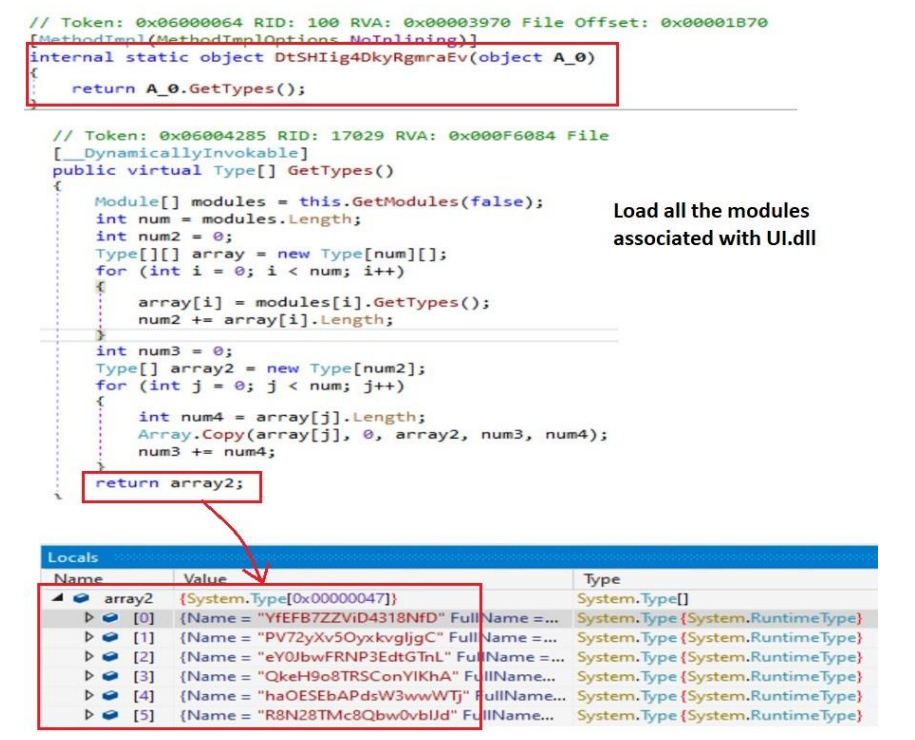 // Token: 0x06000064 RID: 100 RVA: 0x00003970 File Offset: 0x00001B70
[MethodImpl(MethodImplOptions.NoInlining)]
internal static object DtSHIig4DkyRgmraEv(object A_0)
{
return A_0.GetTypes();
}
// Token: 0x06004285 RID: 17029 RVA: 0x000F6084 File
[__DynamicallyInvokable]
public virtual Type[] GetTypes()
{
Module[] modules = this.GetModules(false);
int num = modules.Length;
int num2 = 0;
Type[][] array = new Type[num][];
for (int i = 0; i < num; i++)
{
array[i] = modules[i].GetTypes();
num2 += array[i].Length;
}
int num3 = 0;
Type[] array2 = new Type[num2];
for (int j = 0; j < num; j++)
{
int num4 = array[j].Length;
Array.Copy(array[j], 0, array2, num3, num4);
num3 += num4;
}
return array2;
}
Load all the modules
associated with UI.dll
Locals
Name Value Type
array2 {System.Type[0x00000047]} System.Type[]
[0] {Name = "YfEFB7ZZViD4318NfD" FullName =... System.Type {System.RuntimeType}
[1] {Name = "PV72yXv5OyxkvgIjgC" FullName =... System.Type {System.RuntimeType}
[2] {Name = "eY0JbwFRNP3EdtGTnL" FullName =... System.Type {System.RuntimeType}
[3] {Name = "QkeH9o8TRSConYIKhA" FullName... System.Type {System.RuntimeType}
[4] {Name = "haOESEbAPdsW3wwWTj" FullName... System.Type {System.RuntimeType}
[5] {Name = "R8N28TMc8Qbw0vbIJd" FullName... System.Type {System.RuntimeType}